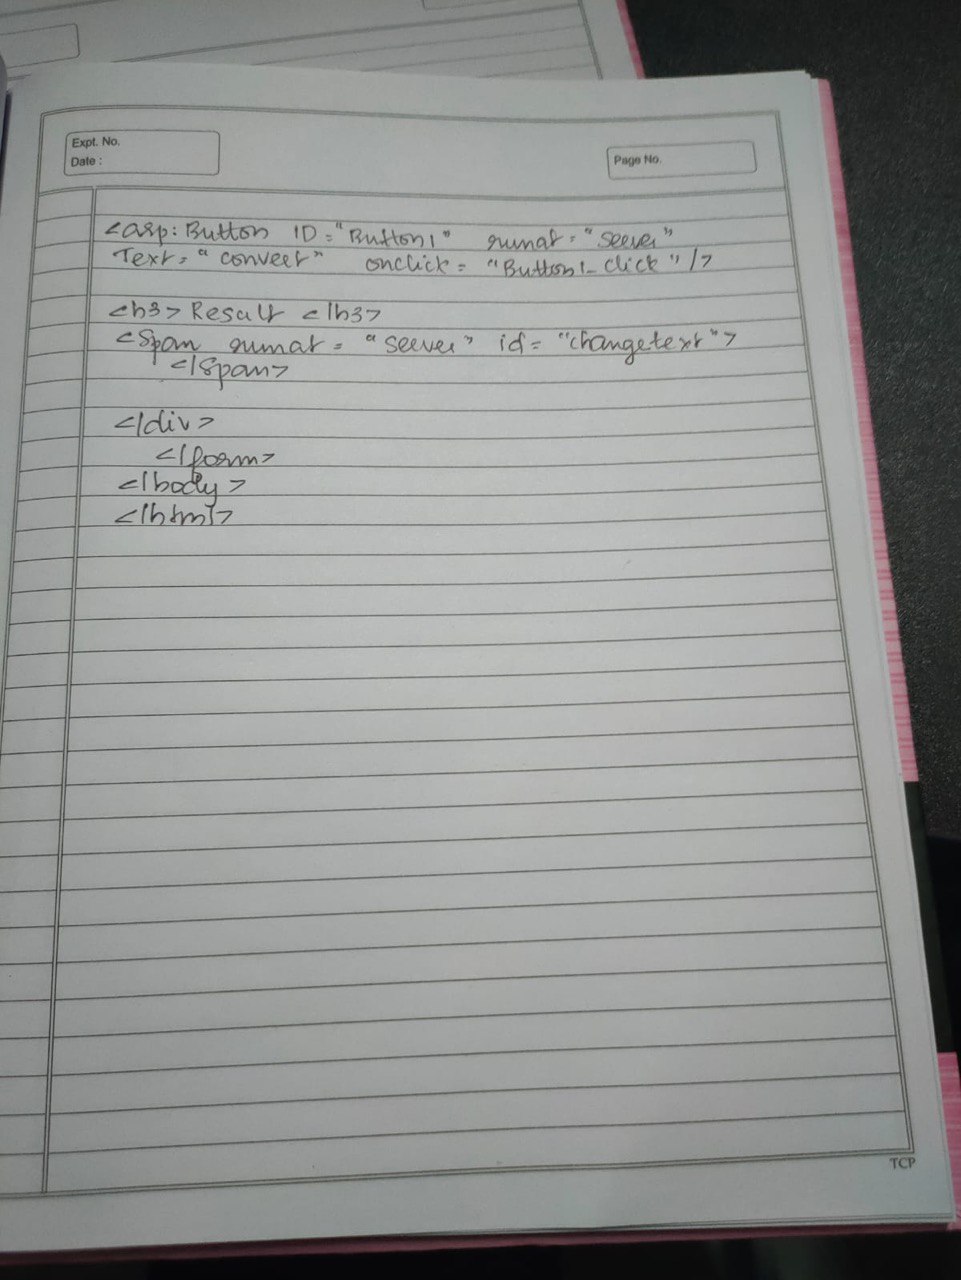 Expt. No.
Date :
Page No.
<asp:Button ID="Button1" runat="server"
Text="convert" onclick="Button1_click"/>
<h3>Result </h3>
<Span runat="server" id="changetext">
</Span>
</div>
</form>
</body>
</html>
TCP